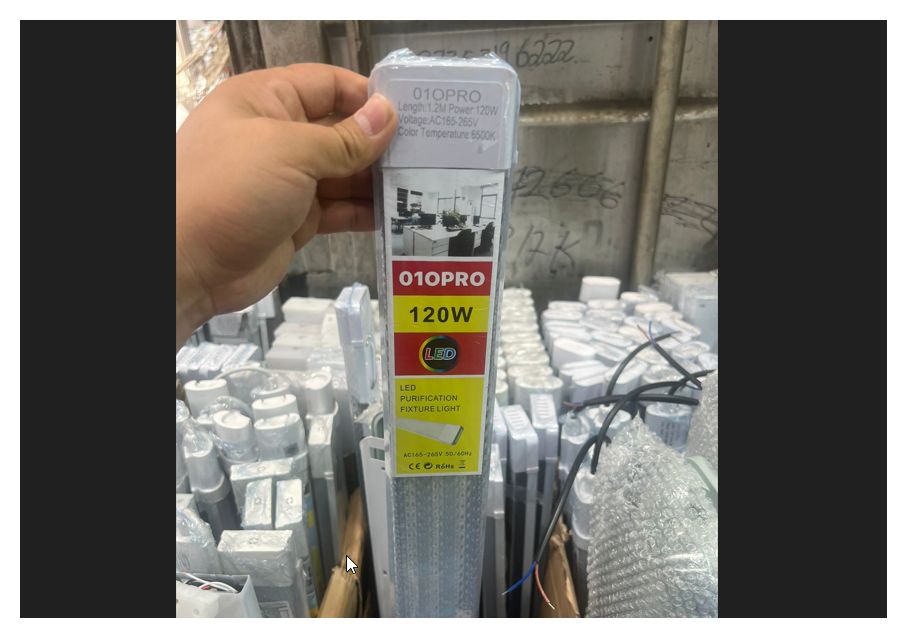 6222
01OPRO
Length:1.2M Power:120W
Voltage:AC165-265V
Color Temperature:6500K
01OPRO
120W
LED
LED
PURIFICATION
FIXTURE LIGHT
AC165-265V 50/60Hz
CE RoHs